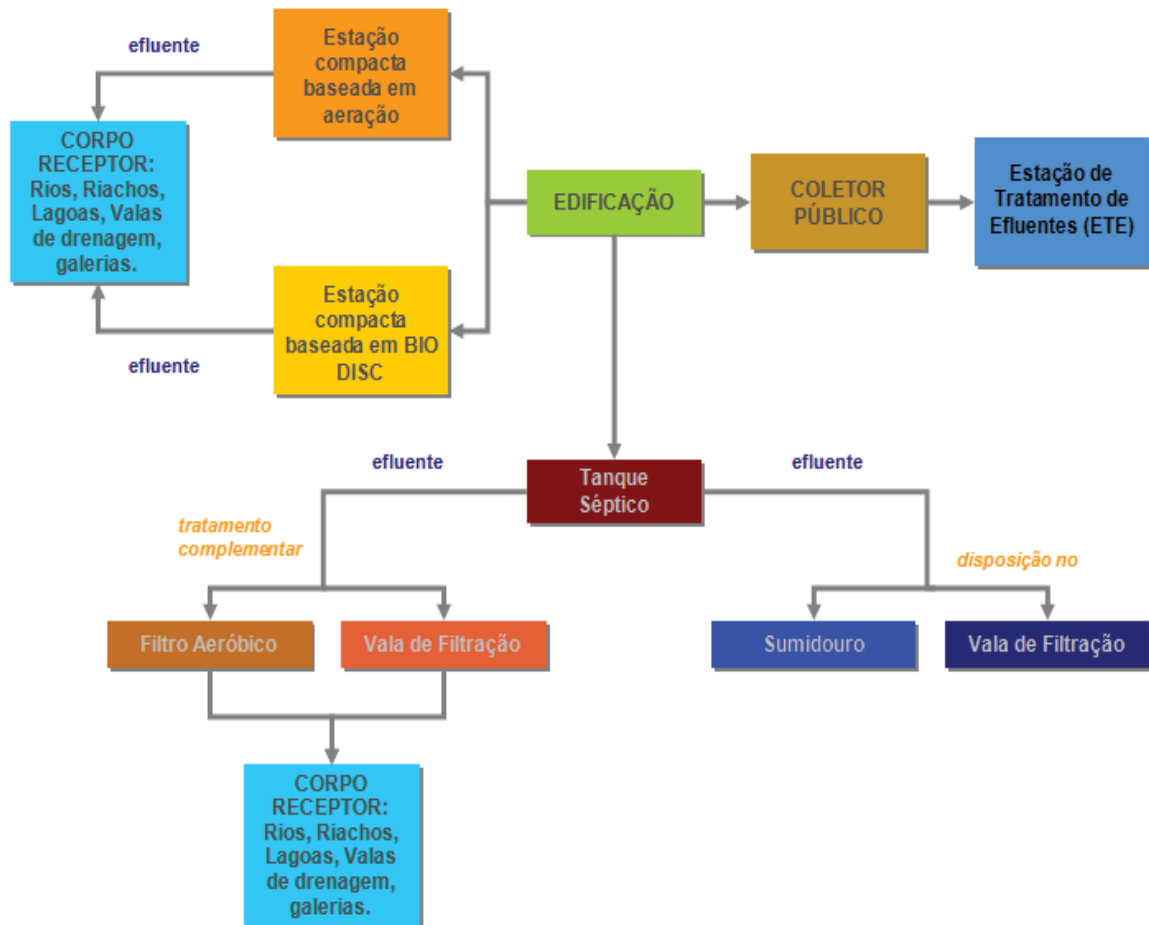 efluente
Estação
compacta
baseada em
aeração
CORPO
RECEPTOR:
Rios, Riachos,
Lagoas, Valas
de drenagem,
galerias.
EDIFICAÇÃO
COLETOR
PÚBLICO
Estação de
Tratamento de
Efluentes (ETE)
Estação
compacta
baseada em BIO
DISC
efluente
efluente
Tanque
Séptico
efluente
tratamento
complementar
disposição no
Filtro Aeróbico
Vala de Filtração
Sumidouro
Vala de Filtração
CORPO
RECEPTOR:
Rios, Riachos,
Lagoas, Valas
de drenagem,
galerias.